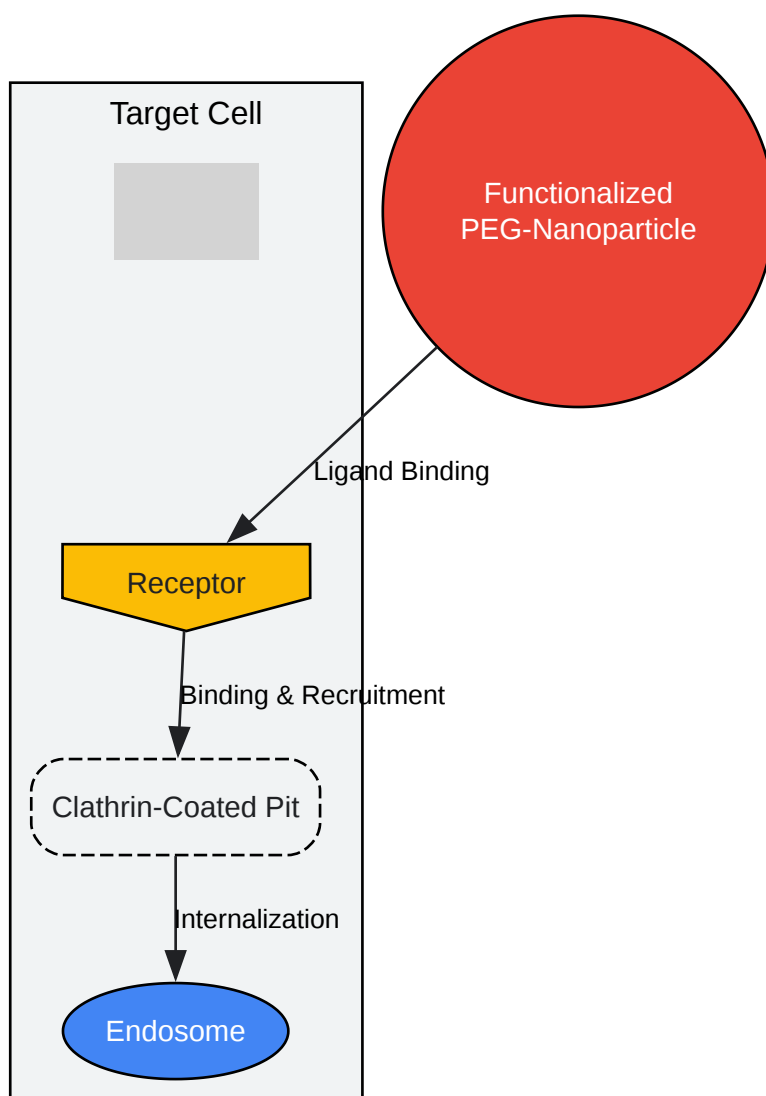 Target Cell
Functionalized
PEG-Nanoparticle
Ligand Binding
Receptor
Binding & Recruitment
Clathrin-Coated Pit
Internalization
Endosome